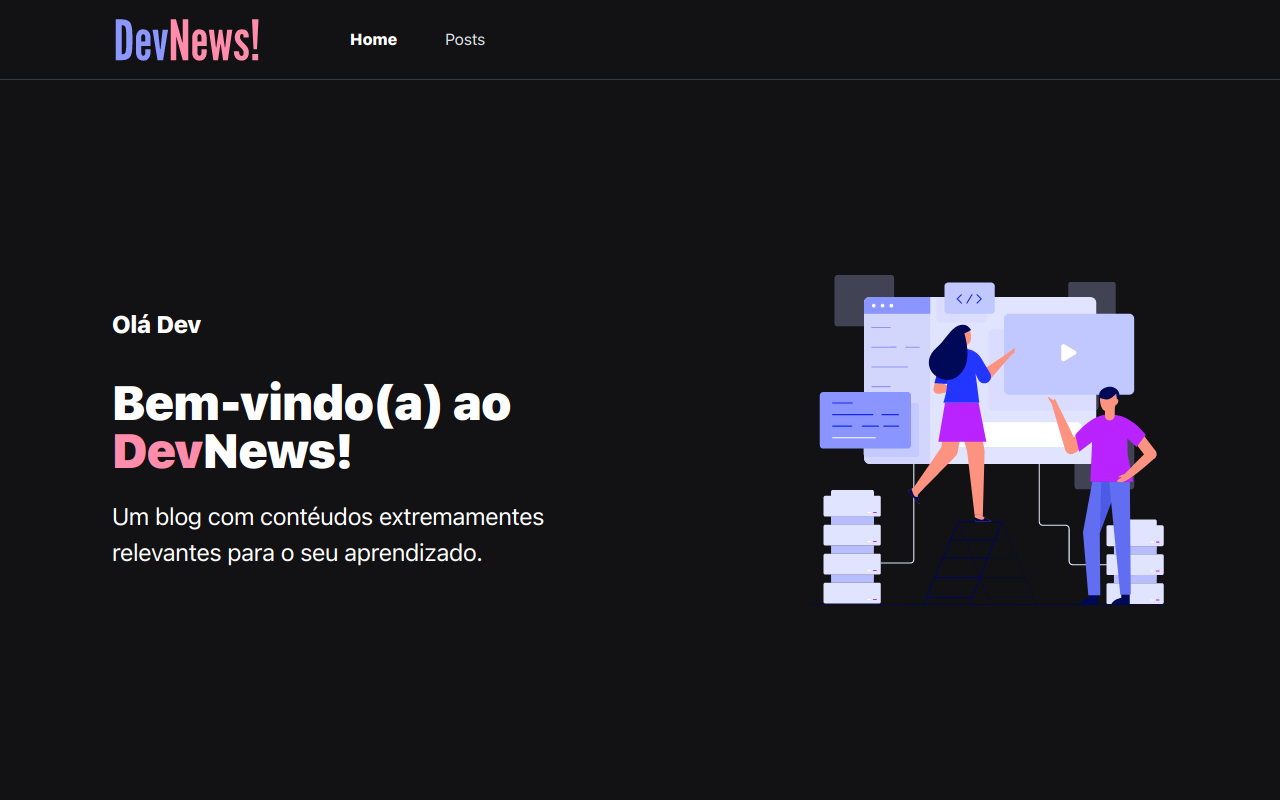 DevNews!
Home
Posts
Olá Dev
Bem-vindo(a) ao
DevNews!
Um blog com contéudos extremamentes
relevantes para o seu aprendizado.
</>